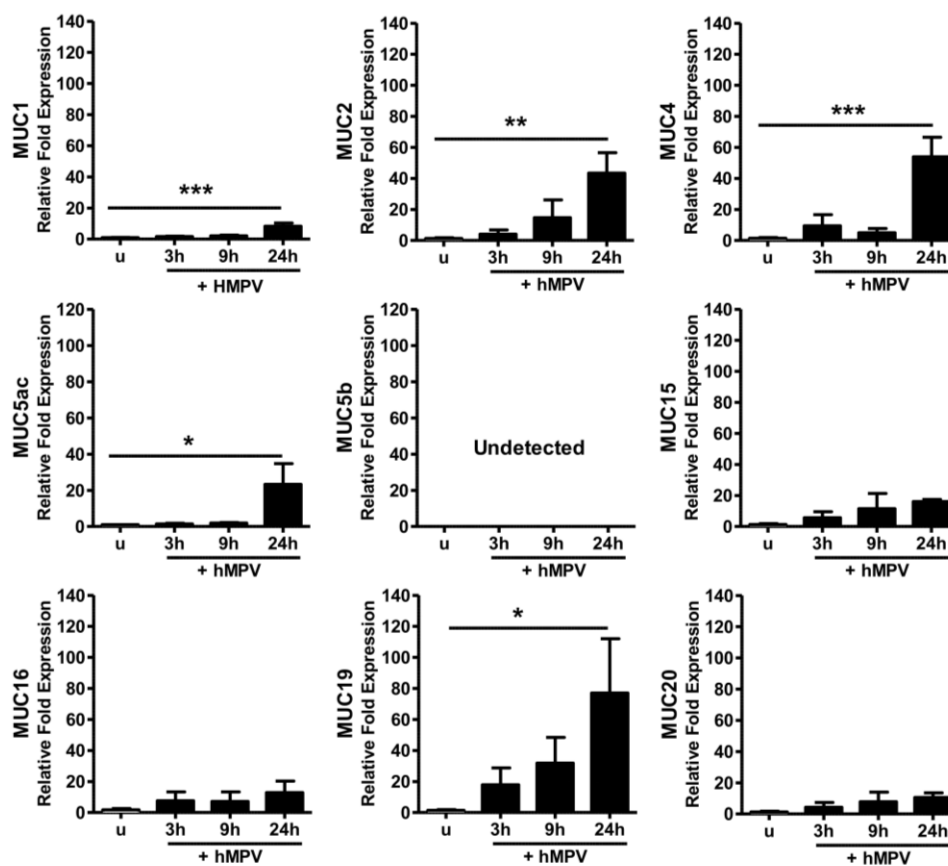 MUC1
Relative Fold Expression
140
120
100
80
60
40
20
0
***
u 3h 9h 24h
+ HMPV
MUC2
Relative Fold Expression
140
120
100
80
60
40
20
0
**
u 3h 9h 24h
+ hMPV
MUC4
Relative Fold Expression
140
120
100
80
60
40
20
0
***
u 3h 9h 24h
+ hMPV
MUC5ac
Relative Fold Expression
120
100
80
60
40
20
0
*
u 3h 9h 24h
+ hMPV
MUC5b
Relative Fold Expression
120
100
80
60
40
20
0
Undetected
u 3h 9h 24h
+ hMPV
MUC15
Relative Fold Expression
140
120
100
80
60
40
20
0
u 3h 9h 24h
+ hMPV
MUC16
Relative Fold Expression
140
120
100
80
60
40
20
0
u 3h 9h 24h
+ hMPV
MUC19
Relative Fold Expression
140
120
100
80
60
40
20
0
*
u 3h 9h 24h
+ hMPV
MUC20
Relative Fold Expression
140
120
100
80
60
40
20
0
u 3h 9h 24h
+ hMPV